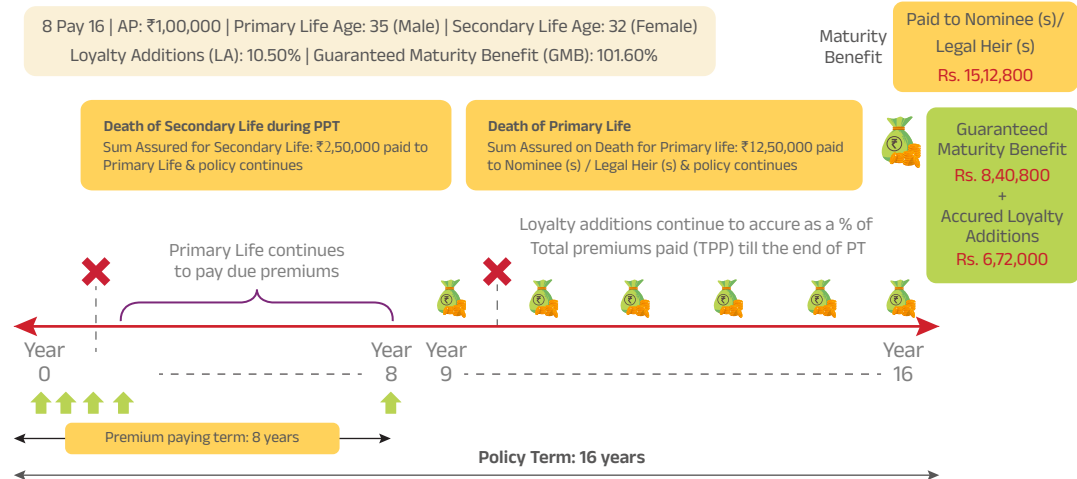 8 Pay 16 | AP: ₹1,00,000 | Primary Life Age: 35 (Male) | Secondary Life Age: 32 (Female)
Loyalty Additions (LA): 10.50% | Guaranteed Maturity Benefit (GMB): 101.60%
Maturity
Benefit
Paid to Nominee (s)/
Legal Heir (s)
Rs. 15,12,800
Death of Secondary Life during PPT
Sum Assured for Secondary Life: ₹2,50,000 paid to
Primary Life & policy continues
Death of Primary Life
Sum Assured on Death for Primary life: ₹12,50,000 paid
to Nominee (s) / Legal Heir (s) & policy continues
₹
Guaranteed
Maturity Benefit
Rs. 8,40,800
+
Accured Loyalty
Additions
Rs. 6,72,000
Primary Life continues
to pay due premiums
Loyalty additions continue to accure as a % of
Total premiums paid (TPP) till the end of PT
₹ ₹ ₹ ₹ ₹ ₹
Year Year Year Year
0 8 9 16
Premium paying term: 8 years
Policy Term: 16 years